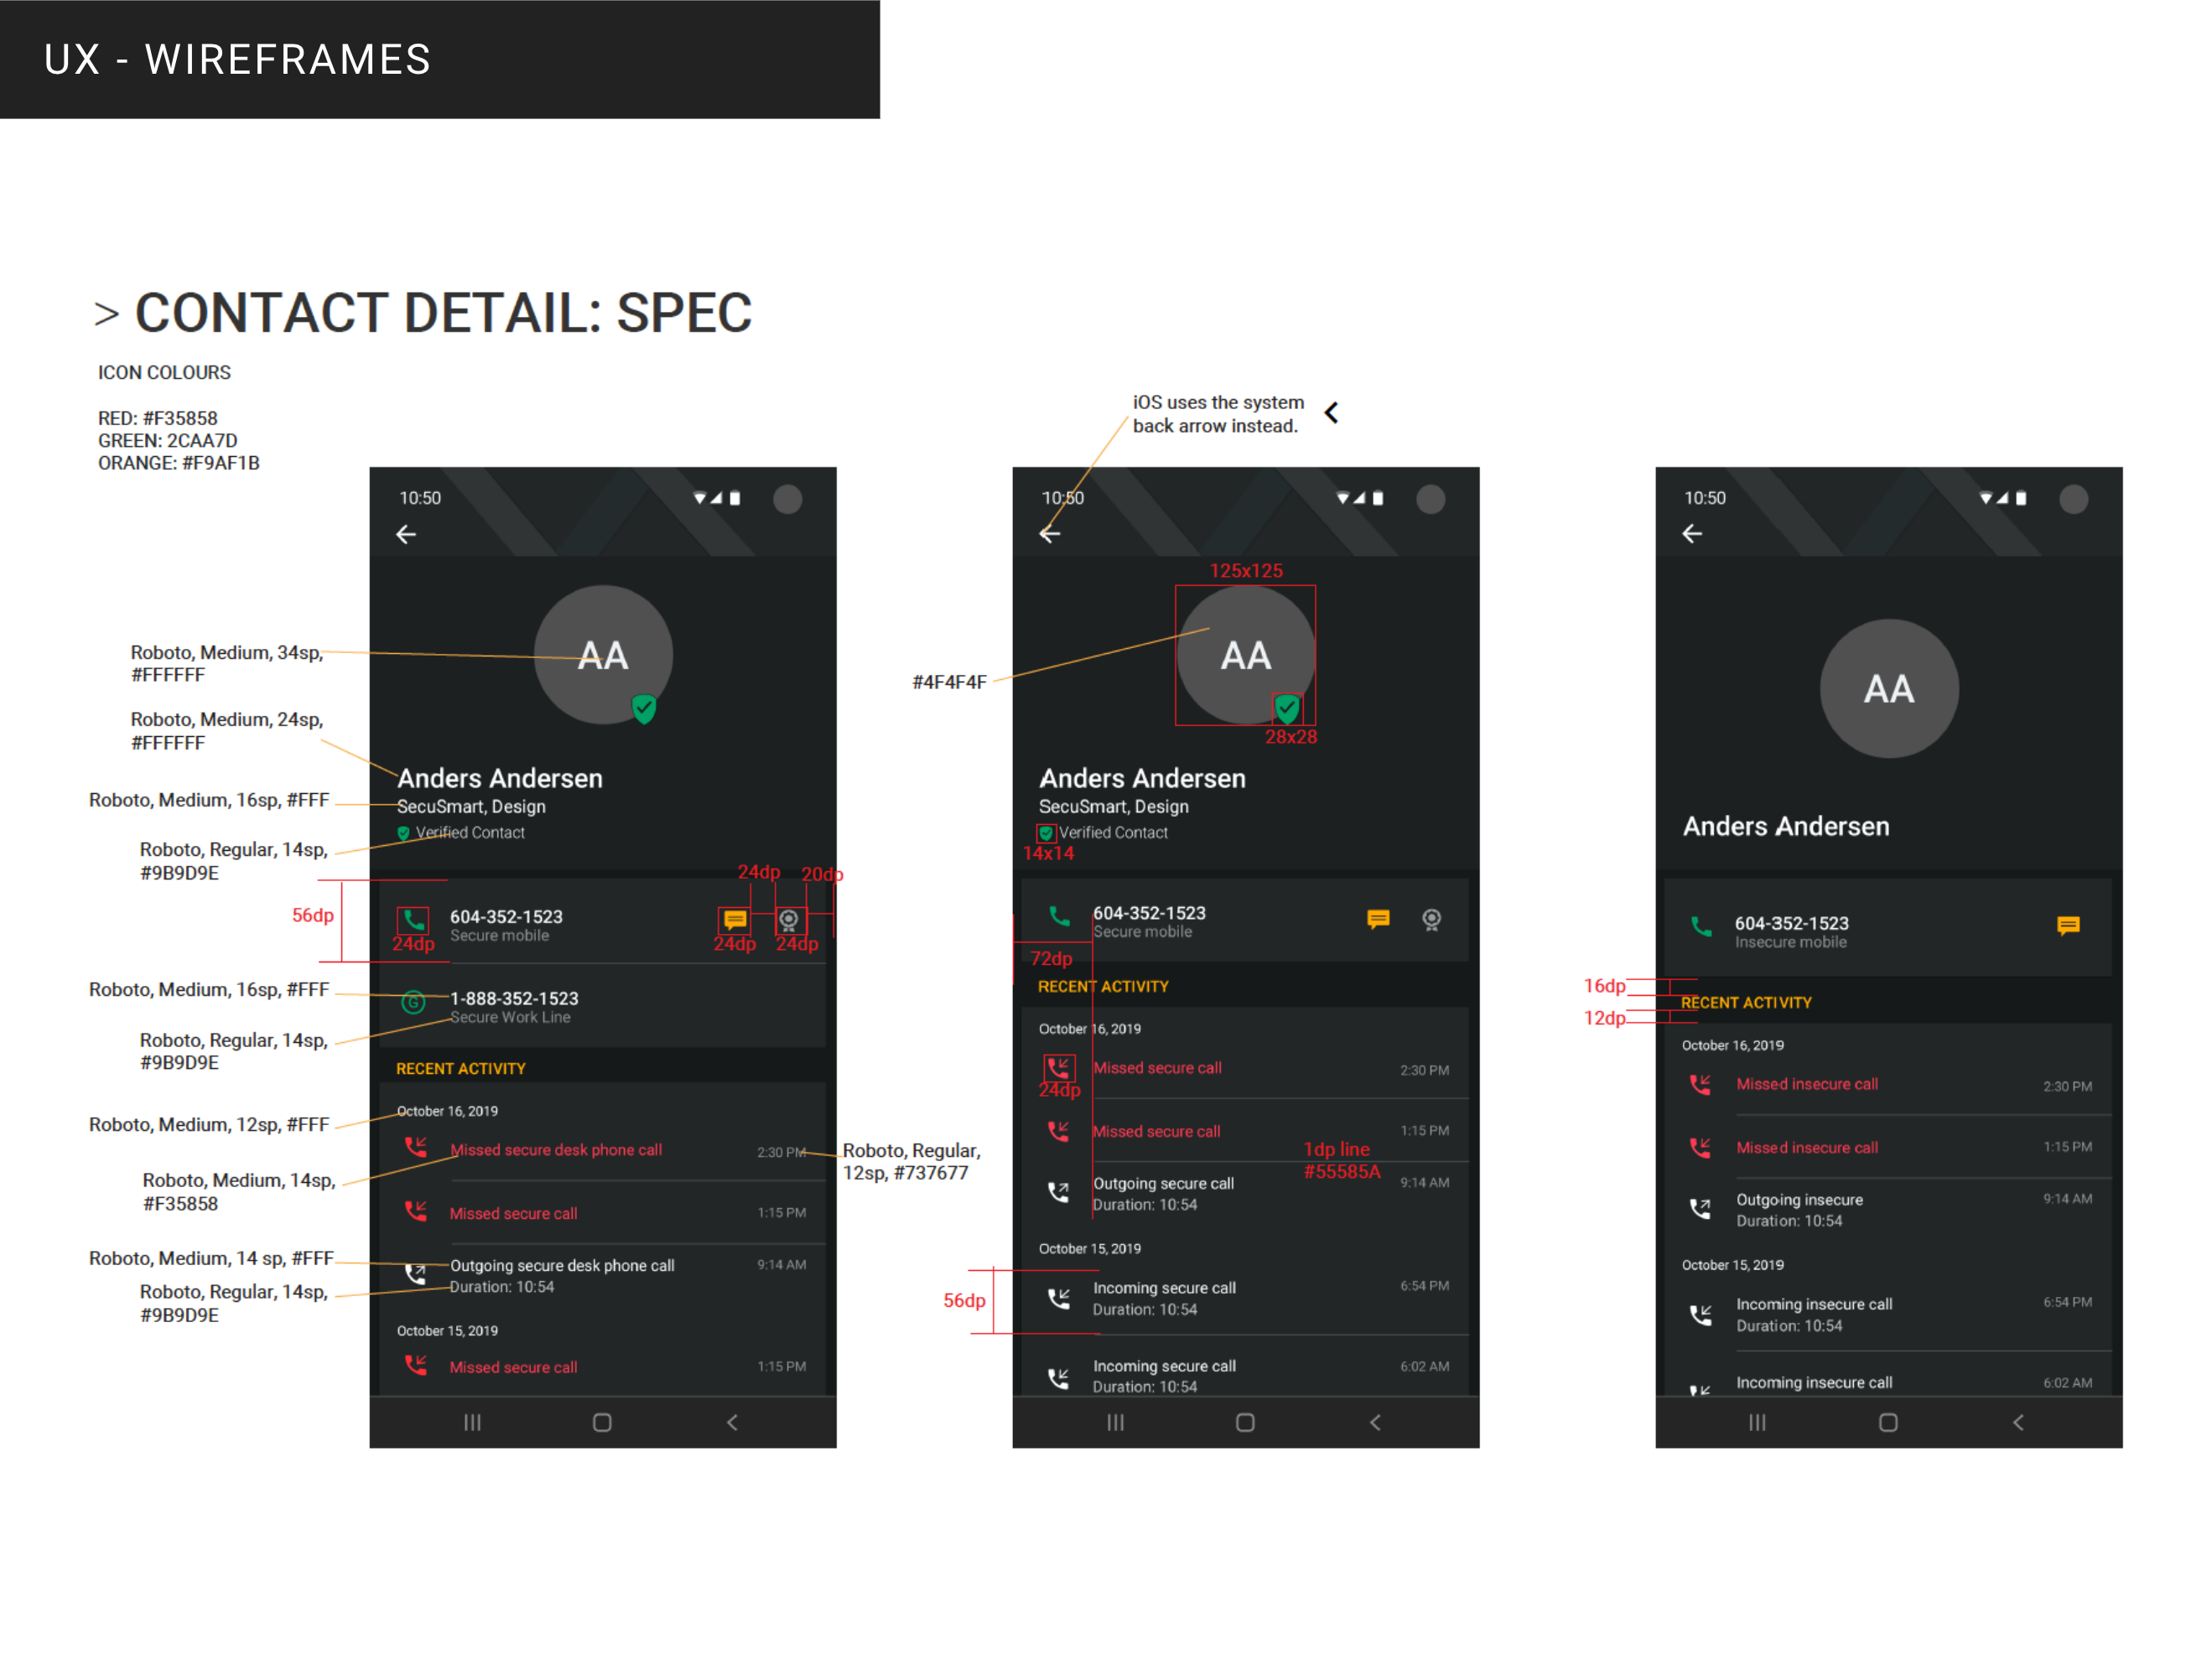 UX - WIREFRAMES
> CONTACT DETAIL: SPEC
ICON COLOURS
RED: #F35858
GREEN: 2CAA7D
ORANGE: #F9AF1B
Roboto, Medium, 34sp,
#FFFFFF
Roboto, Medium, 24sp,
#FFFFFF
Roboto, Medium, 16sp, #FFF
Roboto, Regular, 14sp,
#9B9D9E
56dp
Roboto, Medium, 16sp, #FFF
Roboto, Regular, 14sp,
#9B9D9E
Roboto, Medium, 12sp, #FFF
Roboto, Medium, 14sp,
#F35858
Roboto, Medium, 14 sp, #FFF
Roboto, Regular, 14sp,
#9B9D9E
10:50
AA
Anders Andersen
SecuSmart, Design
Verified Contact
24dp 20dp
604-352-1523
Secure mobile
24dp 24dp 24dp
G
1-888-352-1523
Secure Work Line
RECENT ACTIVITY
October 16, 2019
Missed secure desk phone call 2:30 PM
Missed secure call 1:15 PM
Outgoing secure desk phone call 9:14 AM
Duration: 10:54
October 15, 2019
Missed secure call 1:15 PM
Roboto, Regular,
12sp, #737677
iOS uses the system
back arrow instead.
#4F4F4F
10:50
125x125
AA
28x28
Anders Andersen
SecuSmart, Design
Verified Contact
14x14
604-352-1523
Secure mobile
72dp
RECENT ACTIVITY
October 16, 2019
Missed secure call 2:30 PM
24dp
Missed secure call 1:15 PM
1dp line
#55585A
Outgoing secure call 9:14 AM
Duration: 10:54
October 15, 2019
56dp
Incoming secure call 6:54 PM
Duration: 10:54
Incoming secure call 6:02 AM
Duration: 10:54
10:50
AA
Anders Andersen
604-352-1523
Insecure mobile
16dp
RECENT ACTIVITY
12dp
October 16, 2019
Missed insecure call 2:30 PM
Missed insecure call 1:15 PM
Outgoing insecure 9:14 AM
Duration: 10:54
October 15, 2019
Incoming insecure call 6:54 PM
Duration: 10:54
Incoming insecure call 6:02 AM